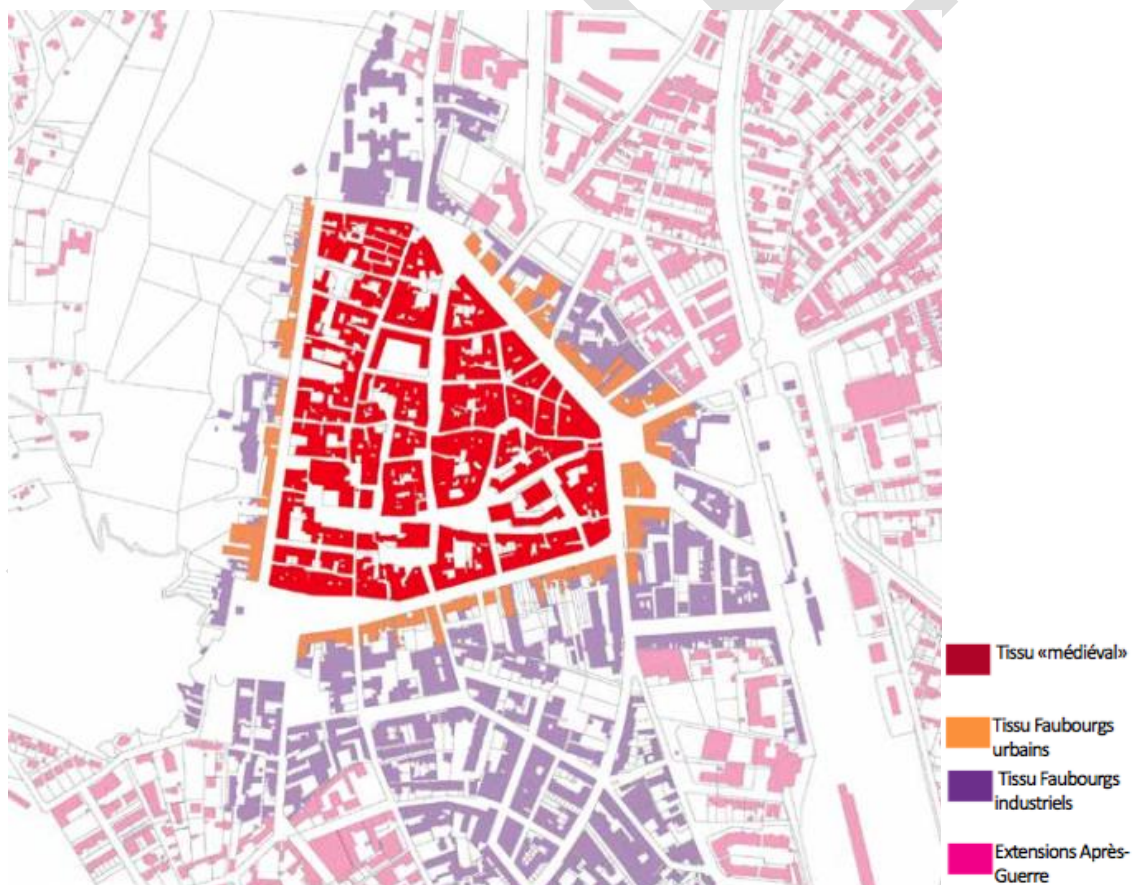 Tissu «médiéval»
Tissu Faubourgs
urbains
Tissu Faubourgs
industriels
Extensions Après-
Guerre